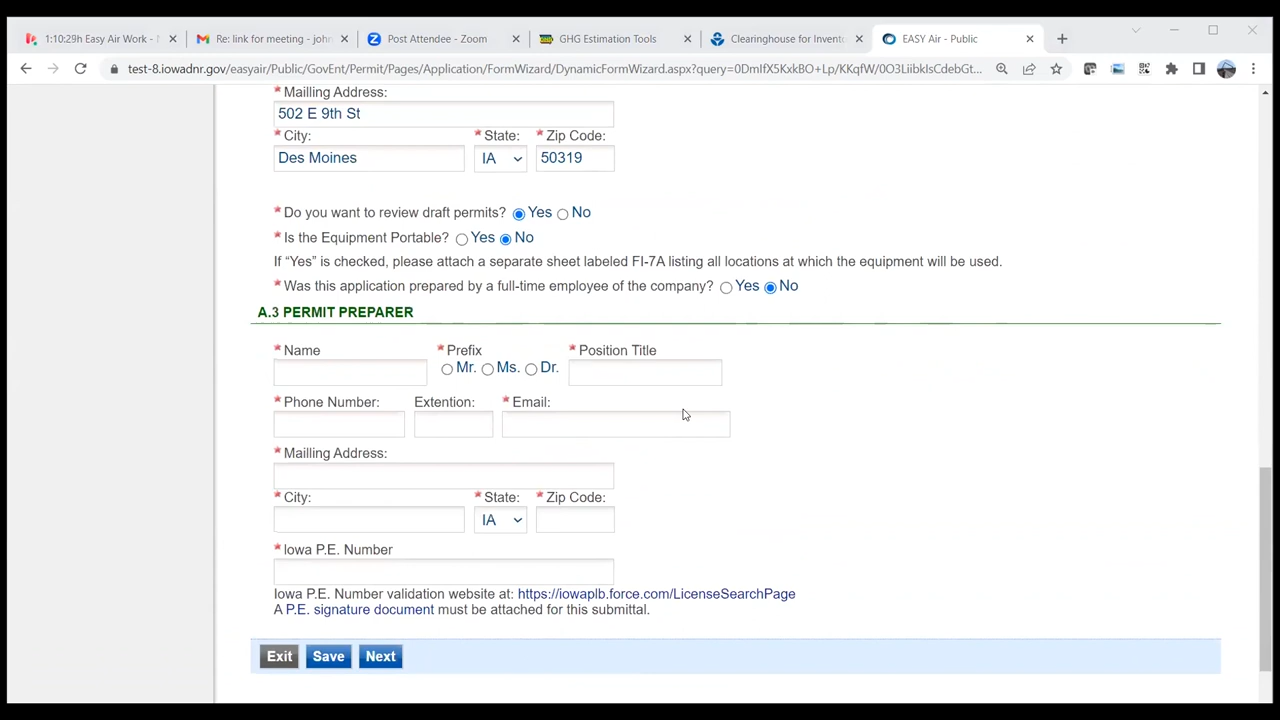 1:10:29h Easy Air Work -
Re: link for meeting - john
Post Attendee - Zoom
GHG Estimation Tools
Clearinghouse for Invento
EASY Air - Public
test-8.iowadnr.gov/easyair/Public/GovEnt/Permit/Pages/Application/FormWizard/DynamicFormWizard.aspx?query=0DmIfX5KxkBO+Lp/KKqfW/0O3LiibkIsCdebGt...
* Mailling Address:
502 E 9th St
* City: * State: * Zip Code:
Des Moines IA 50319
* Do you want to review draft permits? Yes No
* Is the Equipment Portable? Yes No
If “Yes” is checked, please attach a separate sheet labeled FI-7A listing all locations at which the equipment will be used.
* Was this application prepared by a full-time employee of the company? Yes No
A.3 PERMIT PREPARER
* Name * Prefix * Position Title
Mr. Ms. Dr.
* Phone Number: Extention: * Email:
* Mailling Address:
* City: * State: * Zip Code:
IA
* Iowa P.E. Number
Iowa P.E. Number validation website at: https://iowaplb.force.com/LicenseSearchPage
A P.E. signature document must be attached for this submittal.
Exit Save Next